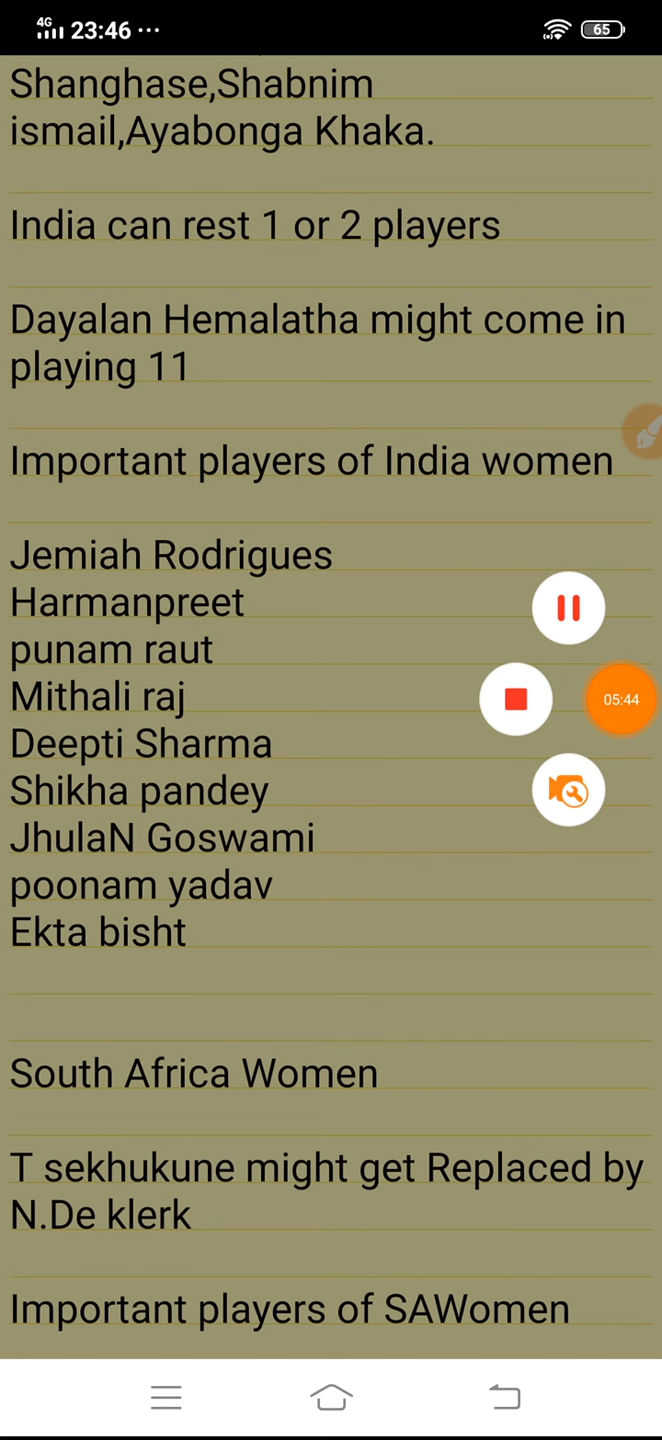 4G 23:46 ... 65
Shanghase,Shabnim
ismail,Ayabonga Khaka.
India can rest 1 or 2 players
Dayalan Hemalatha might come in
playing 11
Important players of India women
Jemiah Rodrigues
Harmanpreet
punam raut
Mithali raj
05:44
Deepti Sharma
Shikha pandey
JhulaN Goswami
poonam yadav
Ekta bisht
South Africa Women
T sekhukune might get Replaced by
N.De klerk
Important players of SAWomen